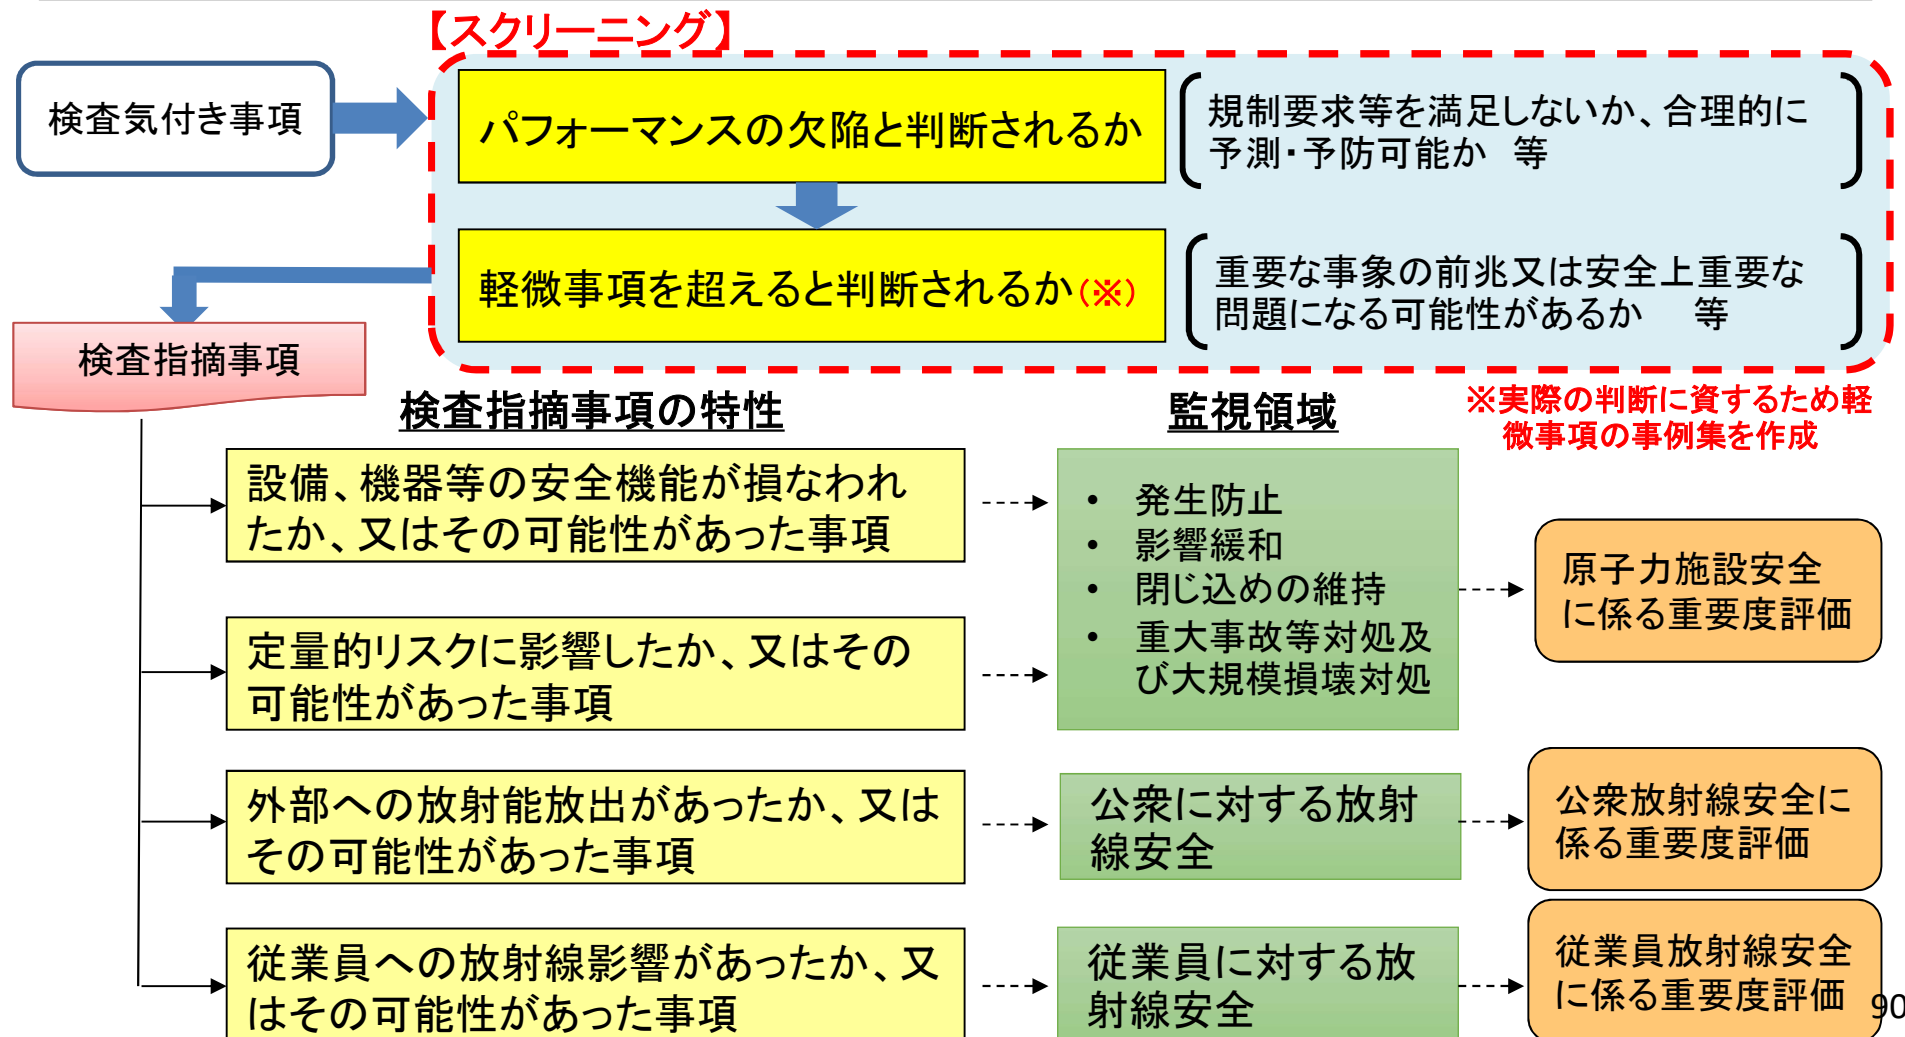 【スクリーニング】
検査気付き事項
パフォーマンスの欠陥と判断されるか
規制要求等を満足しないか、合理的に
予測・予防可能か 等
軽微事項を超えると判断されるか(※)
重要な事象の前兆又は安全上重要な
問題になる可能性があるか 等
検査指摘事項
※実際の判断に資するため軽
微事項の事例集を作成
検査指摘事項の特性
監視領域
設備、機器等の安全機能が損なわれ
たか、又はその可能性があった事項
定量的リスクに影響したか、又はその
可能性があった事項
• 発生防止
• 影響緩和
• 閉じ込めの維持
• 重大事故等対処及
び大規模損壊対処
原子力施設安全
に係る重要度評価
外部への放射能放出があったか、又は
その可能性があった事項
公衆に対する放射
線安全
公衆放射線安全に
係る重要度評価
従業員への放射線影響があったか、又
はその可能性があった事項
従業員に対する放
射線安全
従業員放射線安全
に係る重要度評価
90